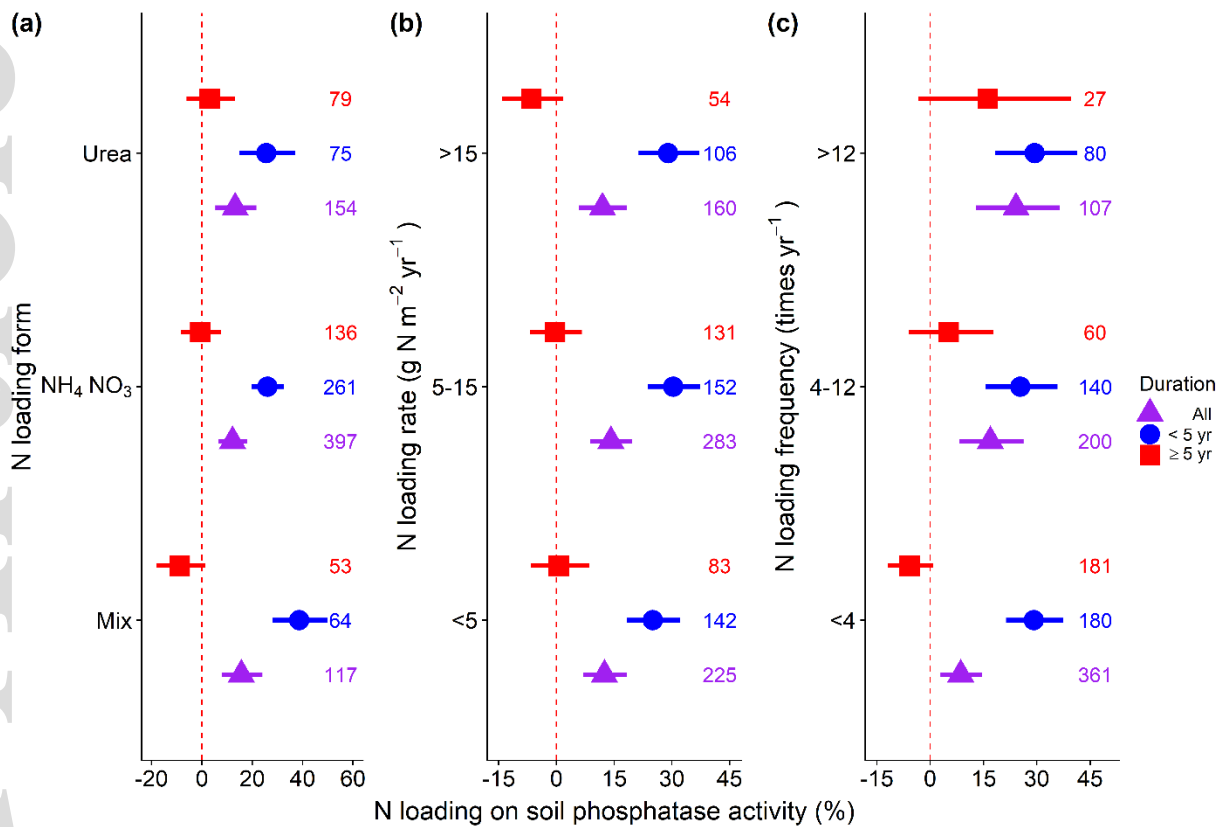 (a)
(b)
(c)
N loading form
Urea
NH₄ NO₃
Mix
79
75
154
136
261
397
53
64
117
-20 0 20 40 60
N loading rate (g N m⁻² yr⁻¹ )
>15
5-15
<5
54
106
160
131
152
283
83
142
225
-15 0 15 30 45
N loading frequency (times yr⁻¹ )
>12
4-12
<4
27
80
107
60
140
200
181
180
361
-15 0 15 30 45
N loading on soil phosphatase activity (%)
Duration
All
< 5 yr
≥ 5 yr